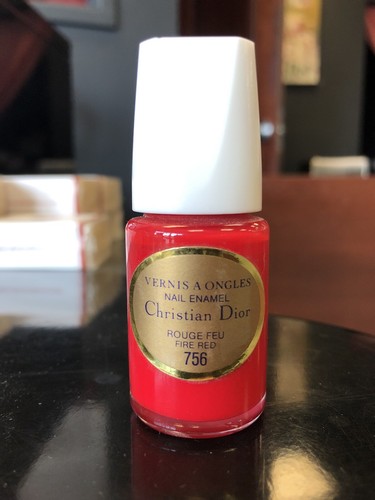 VERNIS A ONGLES
NAIL ENAMEL
Christian Dior
ROUGE FEU
FIRE RED
756